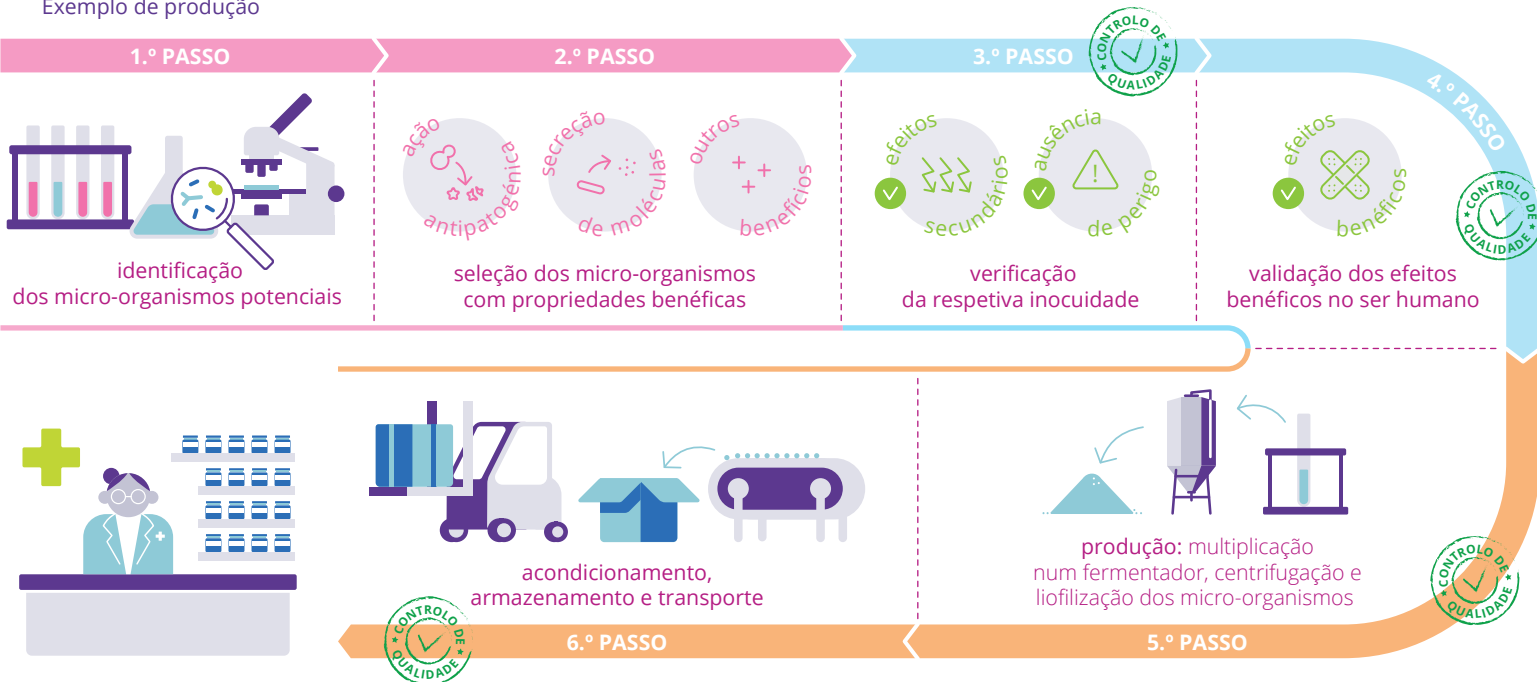 Exemplo de produção
1.º PASSO
2.º PASSO
3.º PASSO
CONTROLO DE QUALIDADE
4.º PASSO
ação antipatogénica
secreção de moléculas
outros benefícios
efeitos secundários
ausência de perigo
efeitos benéficos
CONTROLO DE QUALIDADE
identificação
dos micro-organismos potenciais
seleção dos micro-organismos
com propriedades benéficas
verificação
da respetiva inocuidade
validação dos efeitos
benéficos no ser humano
produção: multiplicação
num fermentador, centrifugação e
liofilização dos micro-organismos
CONTROLO DE QUALIDADE
5.º PASSO
acondicionamento,
armazenamento e transporte
CONTROLO DE QUALIDADE
6.º PASSO